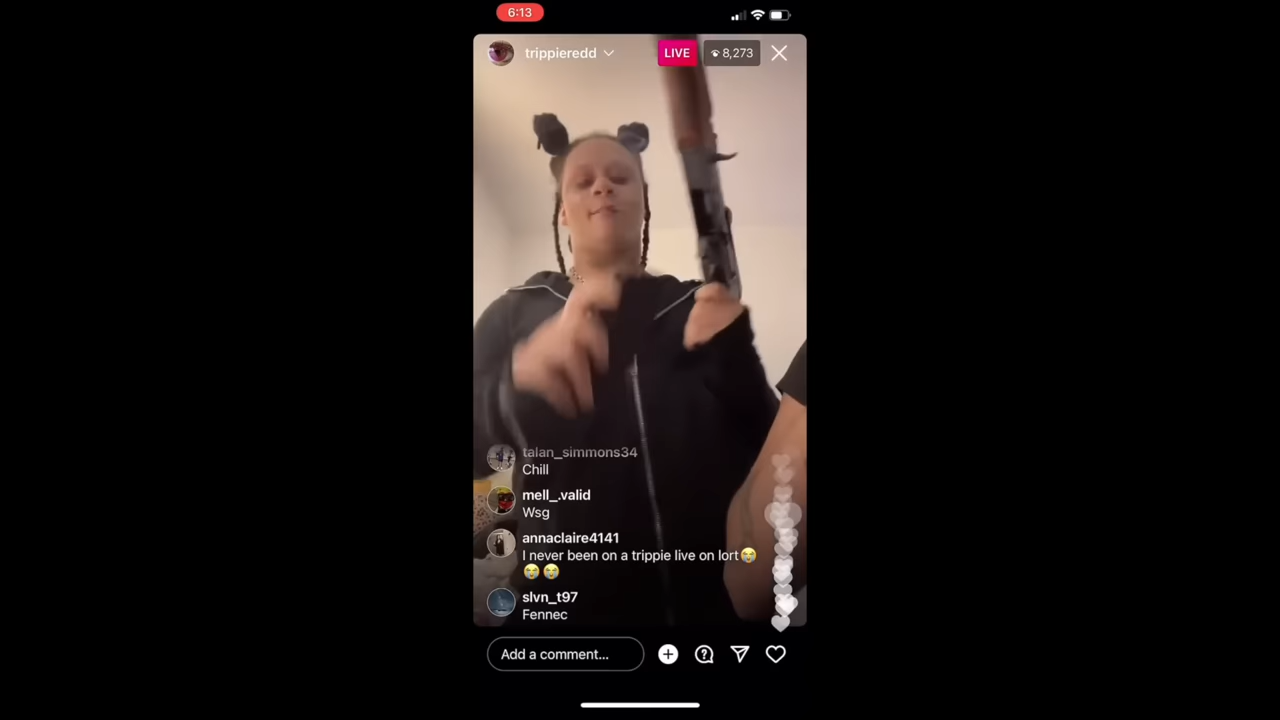 6:13
trippieredd
LIVE
8,273
talan_simmons34
Chill
mell_.valid
Wsg
annaclaire4141
I never been on a trippie live on lort😭
😭😭
slvn_t97
Fennec
Add a comment...